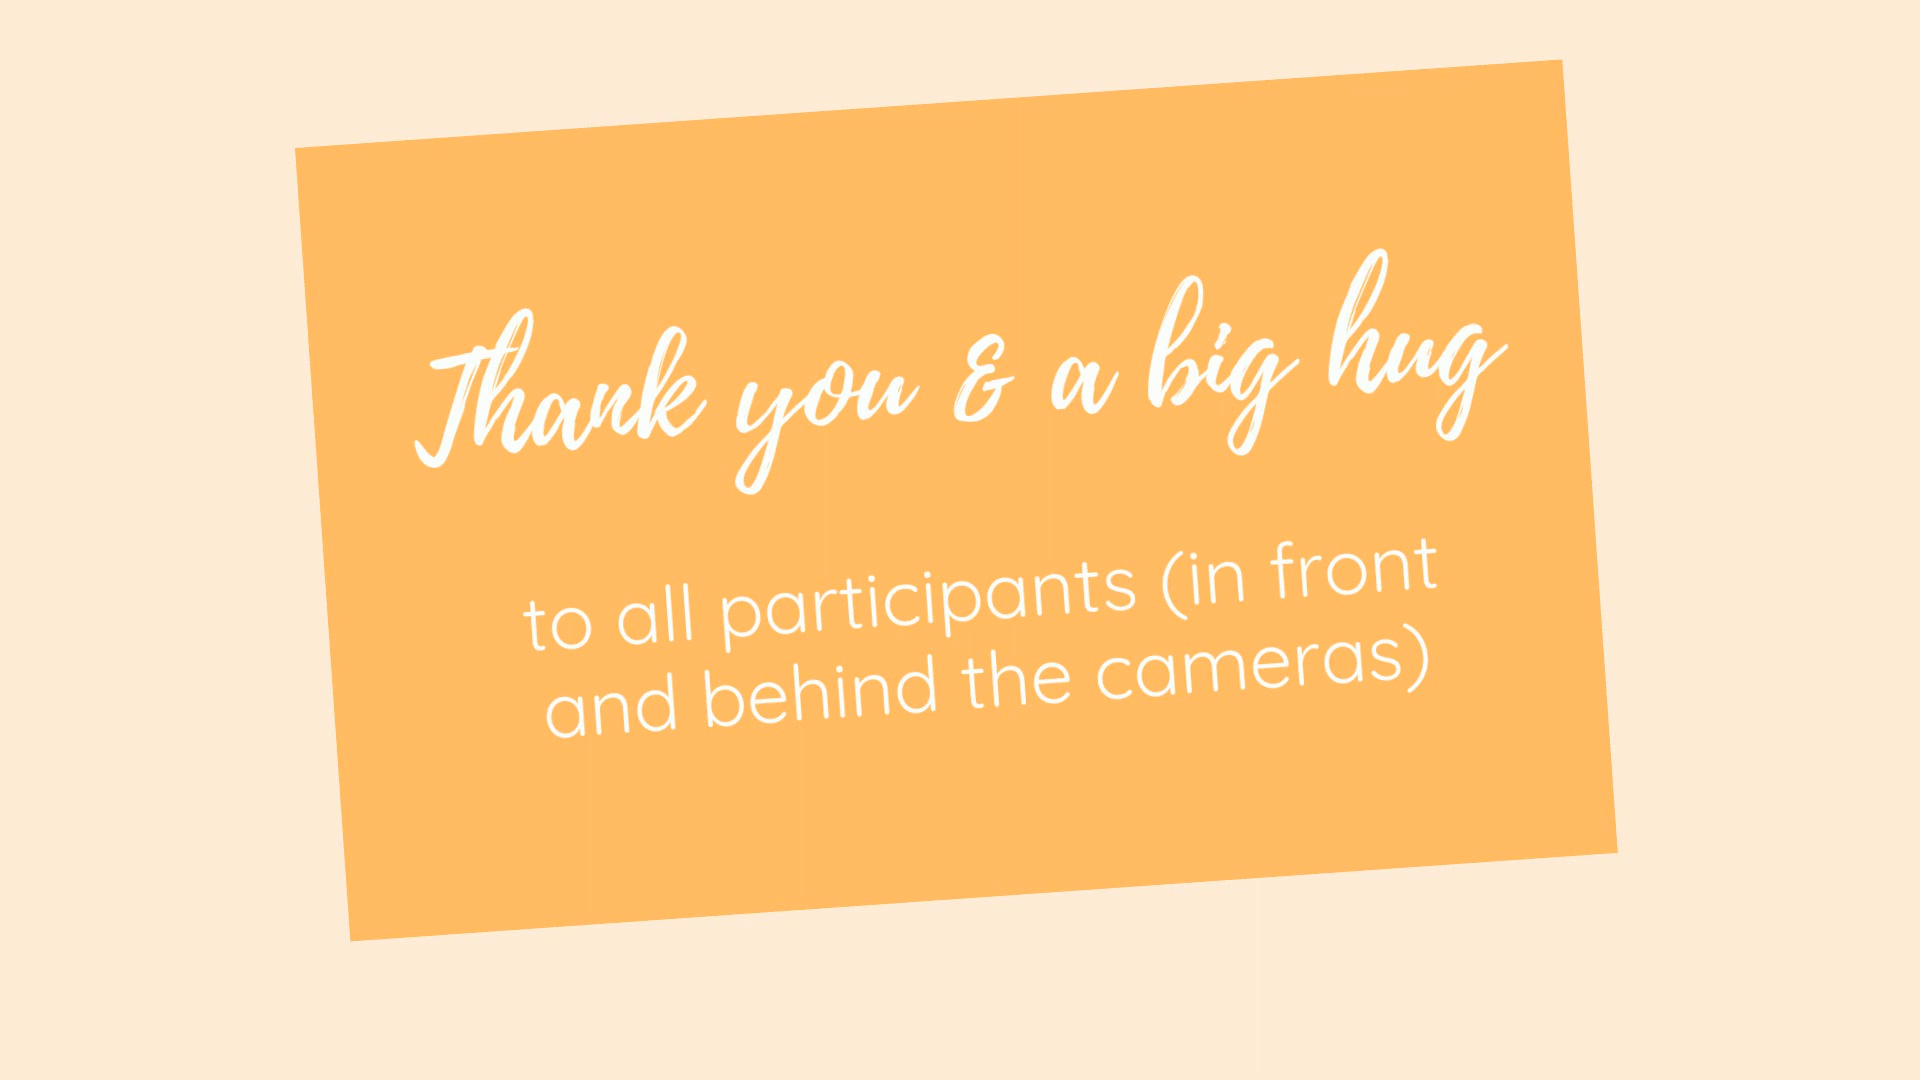 Thank you & a big hug
to all participants (in front
and behind the cameras)